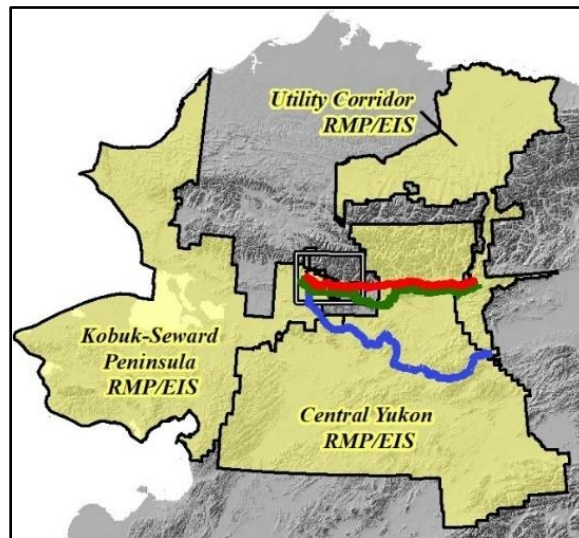 Utility Corridor
RMP/EIS
Kobuk-Seward
Peninsula
RMP/EIS
Central Yukon
RMP/EIS